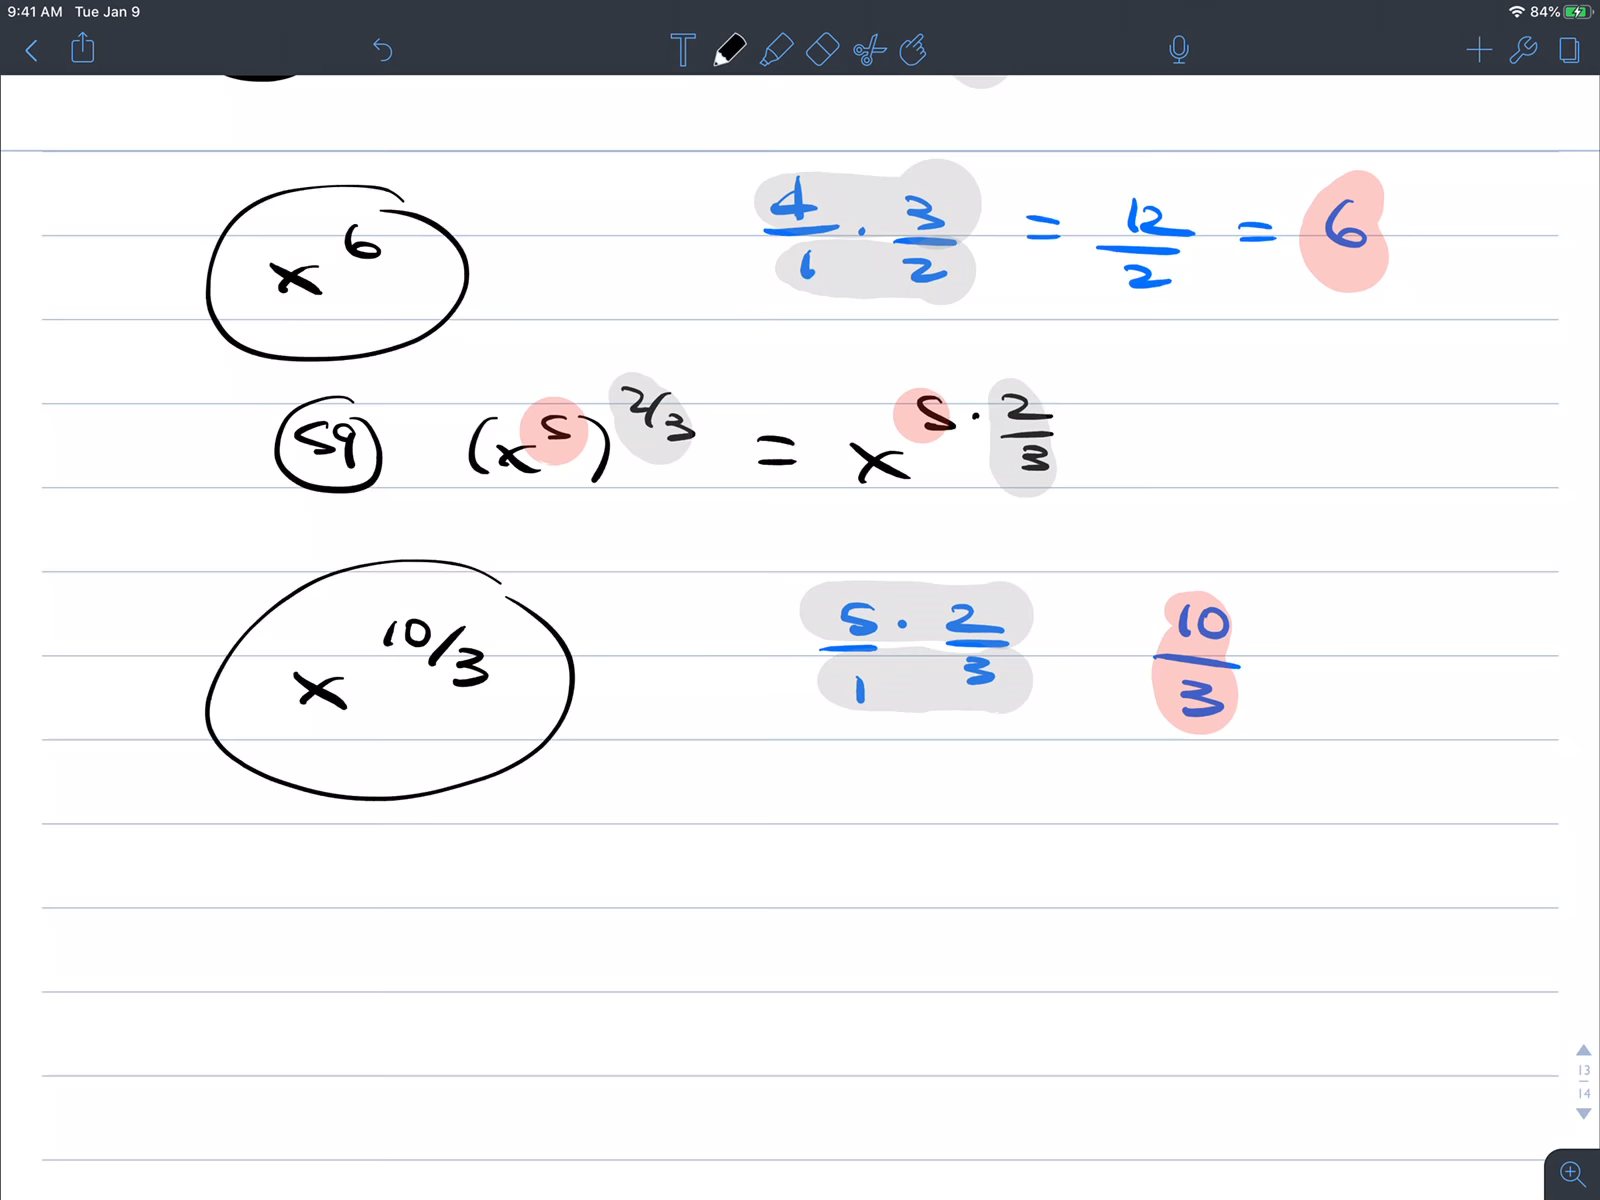 9:41 AM Tue Jan 9 84%
T
x^6 4/1 · 3/2 = 12/2 = 6
59 (x^5)^2/3 = x^5 · 2/3
x^10/3 5/1 · 2/3 10/3
13
14